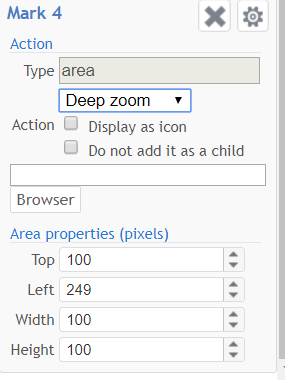 Mark 4
Action
Type area
Deep zoom
Action Display as icon
Do not add it as a child
Browser
Area properties (pixels)
Top 100
Left 249
Width 100
Height 100